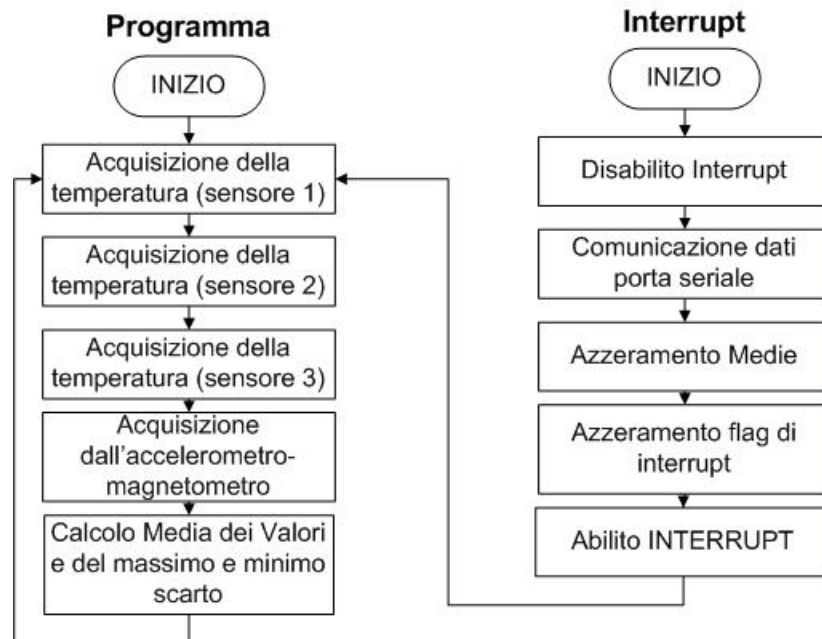 Programma
INIZIO
Acquisizione della
temperatura (sensore 1)
Acquisizione della
temperatura (sensore 2)
Acquisizione della
temperatura (sensore 3)
Acquisizione
dall'accelerometro-
magnetometro
Calcolo Media dei Valori
e del massimo e minimo
scarto
Interrupt
INIZIO
Disabilito Interrupt
Comunicazione dati
porta seriale
Azzeramento Medie
Azzeramento flag di
interrupt
Abilito INTERRUPT